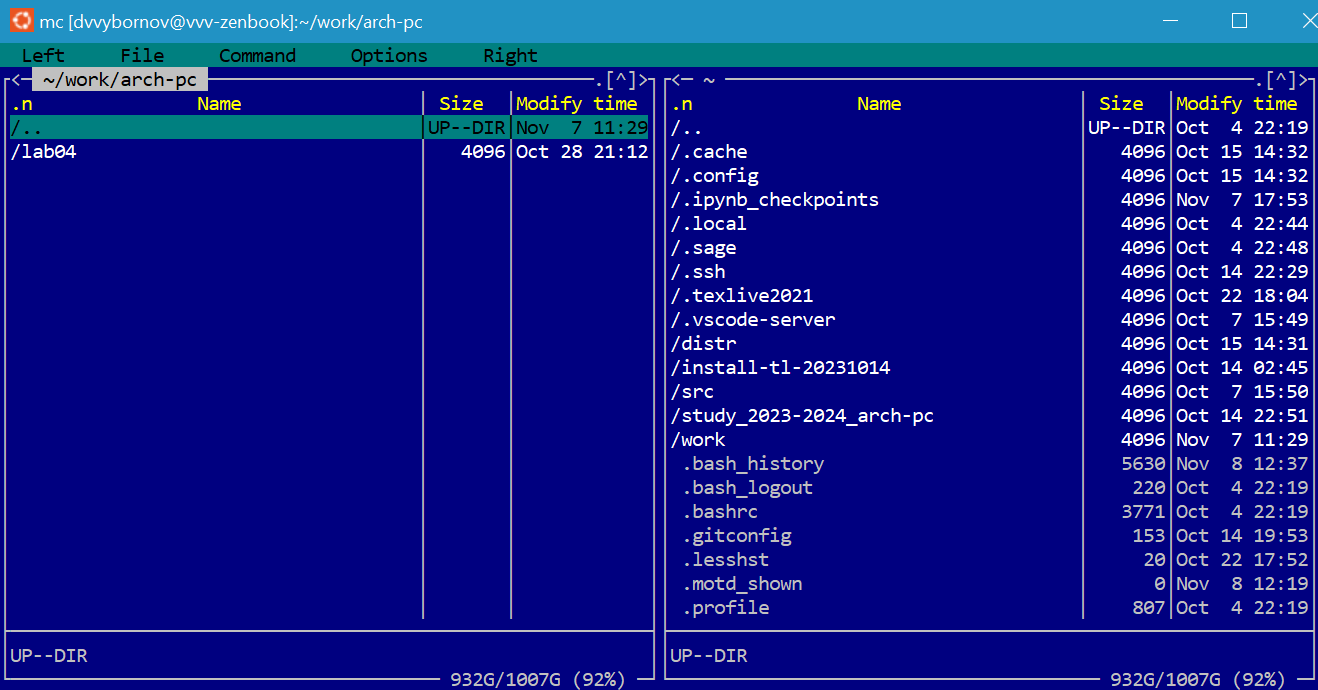 mc [dvvybornov@vvv-zenbook]:~/work/arch-pc
Left File Command Options Right
<─ ~/work/arch-pc .[^]>
.n Name Size Modify time
/.. UP--DIR Nov 7 11:29
/lab04 4096 Oct 28 21:12
UP--DIR
932G/1007G (92%)
<─ ~ .[^]>
.n Name Size Modify time
/.. UP--DIR Oct 4 22:19
/.cache 4096 Oct 15 14:32
/.config 4096 Oct 15 14:32
/.ipynb_checkpoints 4096 Nov 7 17:53
/.local 4096 Oct 4 22:44
/.sage 4096 Oct 4 22:48
/.ssh 4096 Oct 14 22:29
/.texlive2021 4096 Oct 22 18:04
/.vscode-server 4096 Oct 7 15:49
/distr 4096 Oct 15 14:31
/install-tl-20231014 4096 Oct 14 02:45
/src 4096 Oct 7 15:50
/study_2023-2024_arch-pc 4096 Oct 14 22:51
/work 4096 Nov 7 11:29
.bash_history 5630 Nov 8 12:37
.bash_logout 220 Oct 4 22:19
.bashrc 3771 Oct 4 22:19
.gitconfig 153 Oct 14 19:53
.lesshst 20 Oct 22 17:52
.motd_shown 0 Nov 8 12:19
.profile 807 Oct 4 22:19
UP--DIR
932G/1007G (92%)